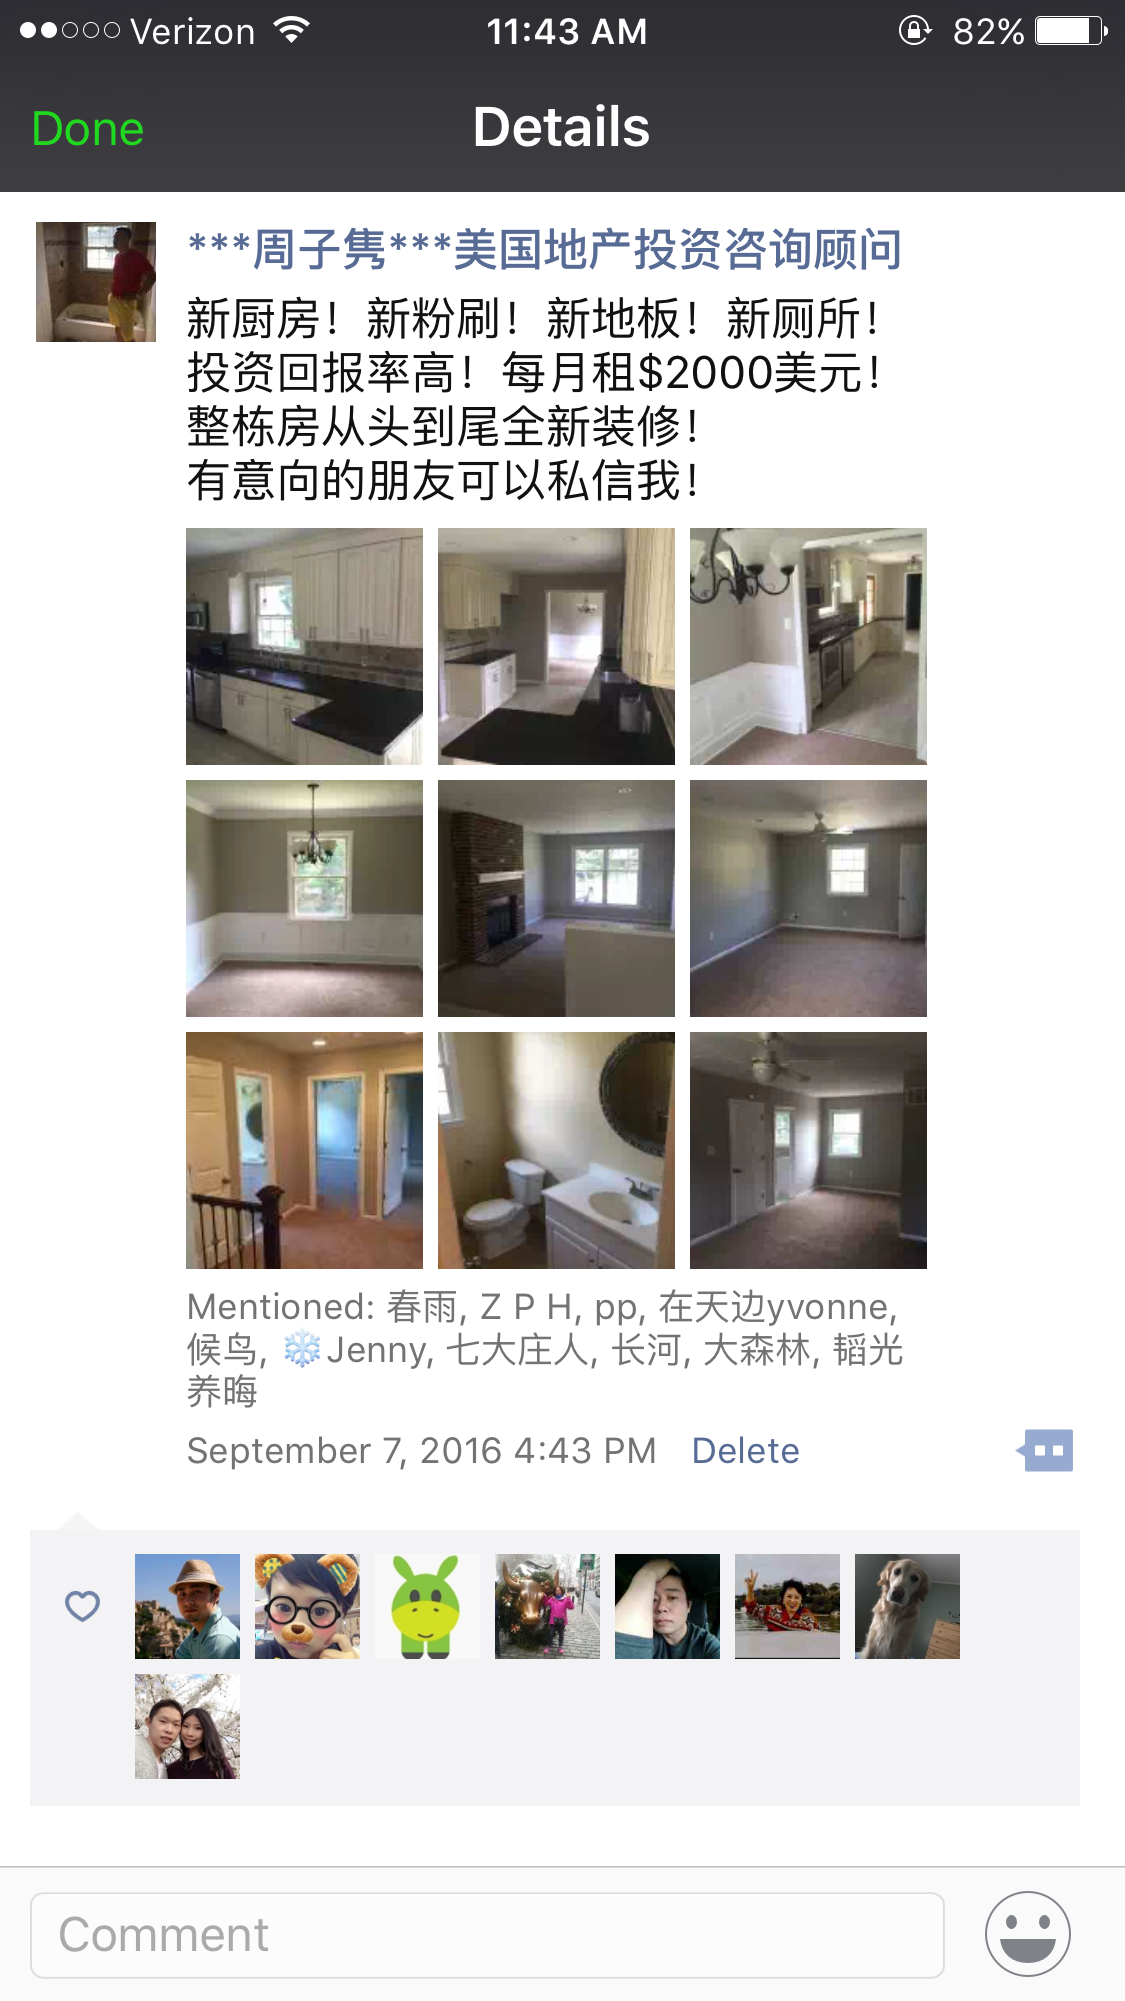 Verizon 11:43 AM 82%
Done Details
***周子隽***美国地产投资咨询顾问
新厨房！新粉刷！新地板！新厕所！
投资回报率高！每月租$2000美元！
整栋房从头到尾全新装修！
有意向的朋友可以私信我！
Mentioned: 春雨, Z P H, pp, 在天边yvonne,
候鸟, ❄️Jenny, 七大庄人, 长河, 大森林, 韬光
养晦
September 7, 2016 4:43 PM Delete
Comment